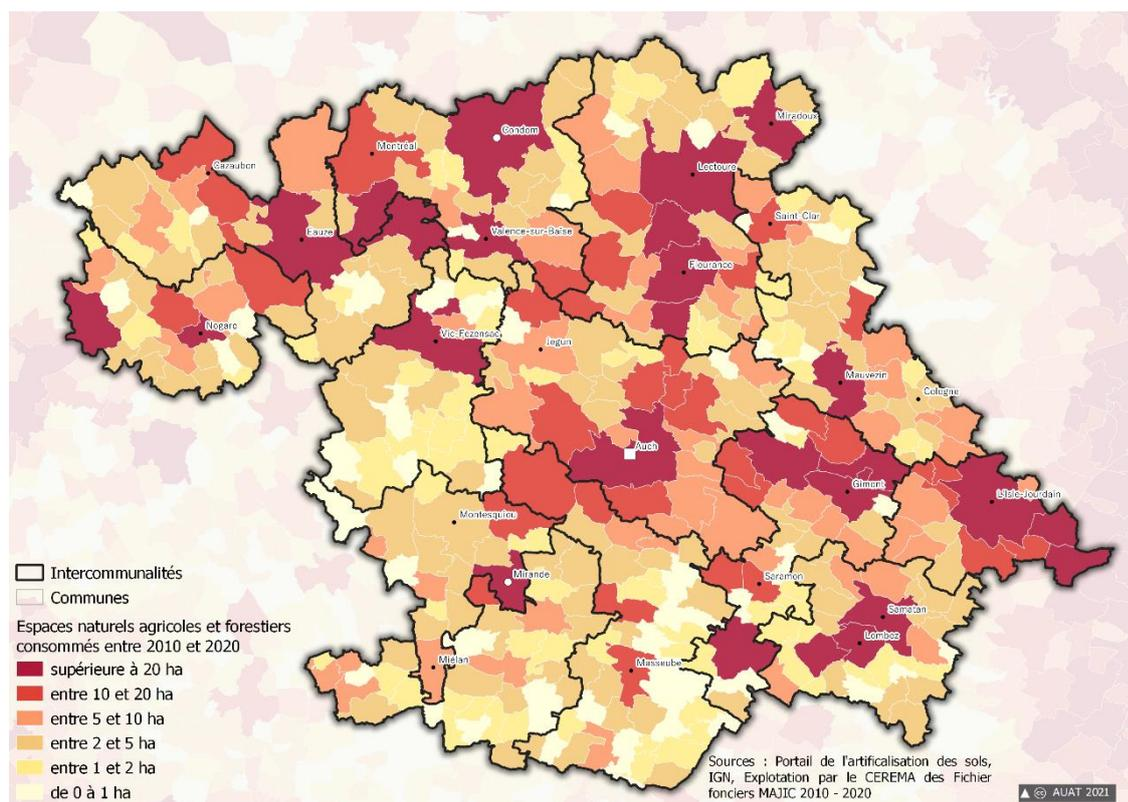 Miradoux
Condom
Montréal
Cazaubon
Lectoure
Saint-Clar
Eauze
Valence-sur-Baïse
Flourance
Nogaro
Vic-Fezensac
Jegun
Mauvezin
Cologne
Auch
Gimont
L'Isle-Jourdain
Montesquiou
Mirande
Saramon
Samatan
Lombez
Miélan
Masseube
Intercommunalités
Communes
Espaces naturels agricoles et forestiers
consommés entre 2010 et 2020
supérieure à 20 ha
entre 10 et 20 ha
entre 5 et 10 ha
entre 2 et 5 ha
entre 1 et 2 ha
de 0 à 1 ha
Sources : Portail de l'artificalisation des sols,
IGN, Explotation par le CEREMA des Fichier
fonciers MAJIC 2010 - 2020
AUAT 2021